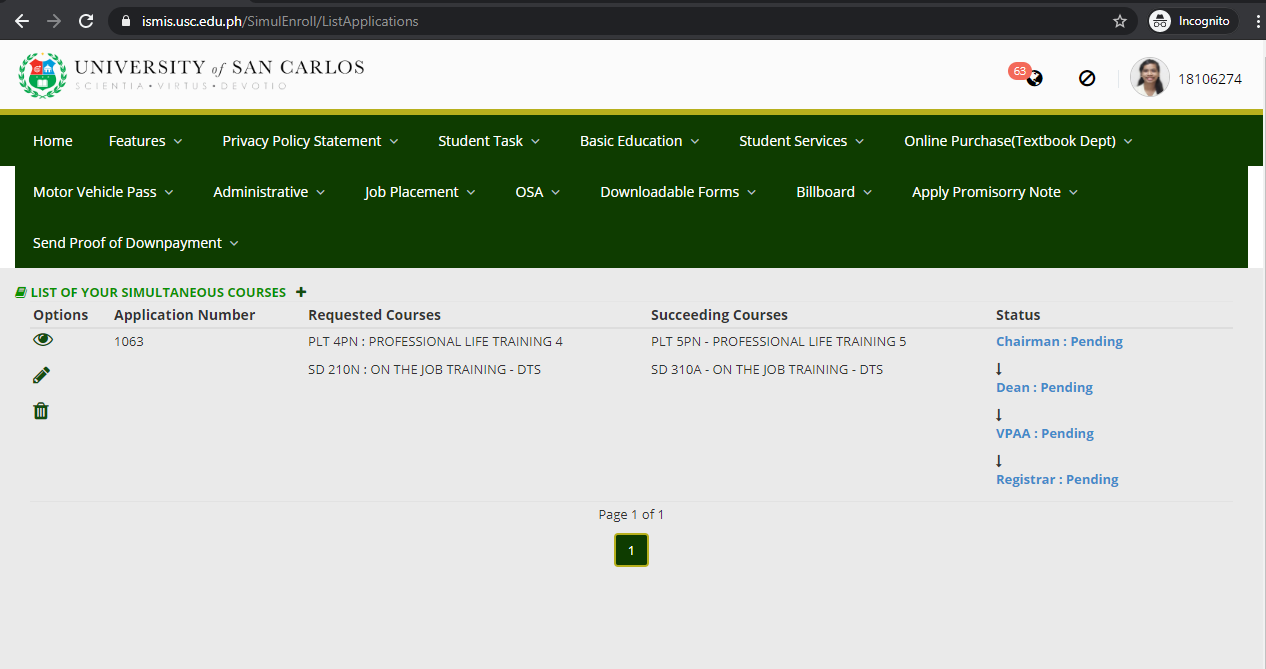 ismis.usc.edu.ph/SimulEnroll/ListApplications
Incognito
UNIVERSITY of SAN CARLOS
SCIENTIA • VIRTUS • DEVOTIO
63
18106274
Home Features Privacy Policy Statement Student Task Basic Education Student Services Online Purchase(Textbook Dept)
Motor Vehicle Pass Administrative Job Placement OSA Downloadable Forms Billboard Apply Promisorry Note
Send Proof of Downpayment
LIST OF YOUR SIMULTANEOUS COURSES +
Options Application Number Requested Courses Succeeding Courses Status
1063 PLT 4PN : PROFESSIONAL LIFE TRAINING 4 PLT 5PN - PROFESSIONAL LIFE TRAINING 5 Chairman : Pending
SD 210N : ON THE JOB TRAINING - DTS SD 310A - ON THE JOB TRAINING - DTS ↓
Dean : Pending
↓
VPAA : Pending
↓
Registrar : Pending
Page 1 of 1
1